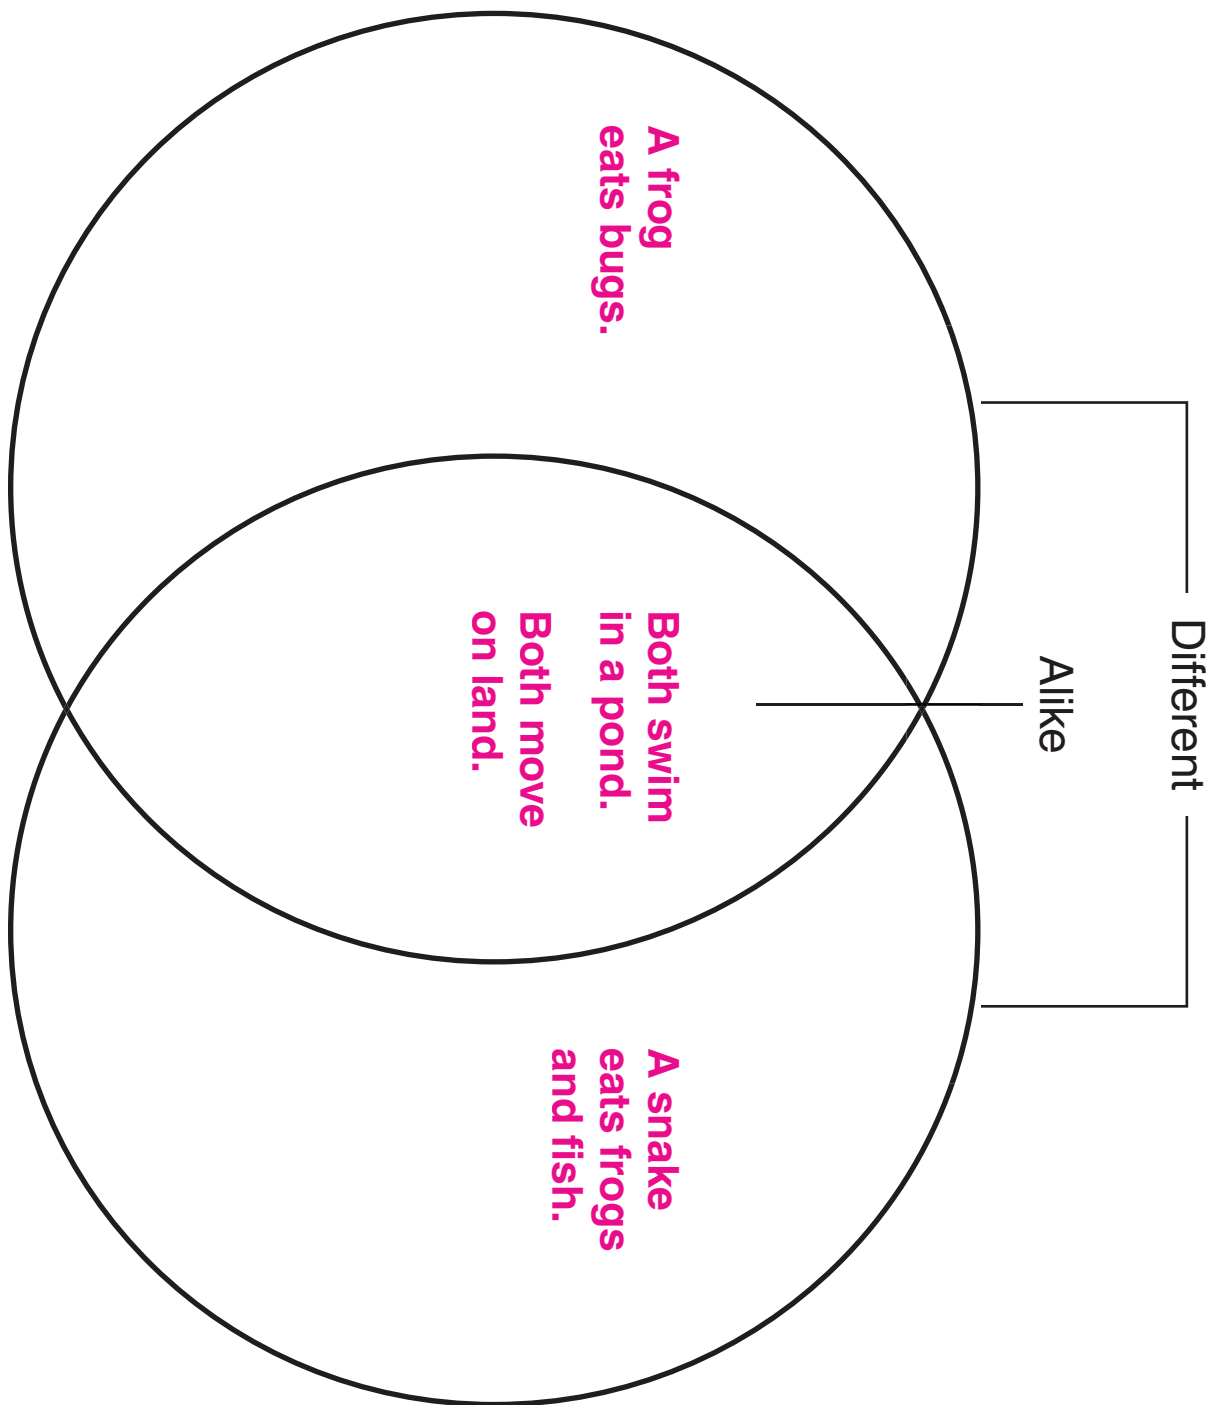 Different
Alike
A frog
eats bugs.
Both swim
in a pond.
Both move
on land.
A snake
eats frogs
and fish.